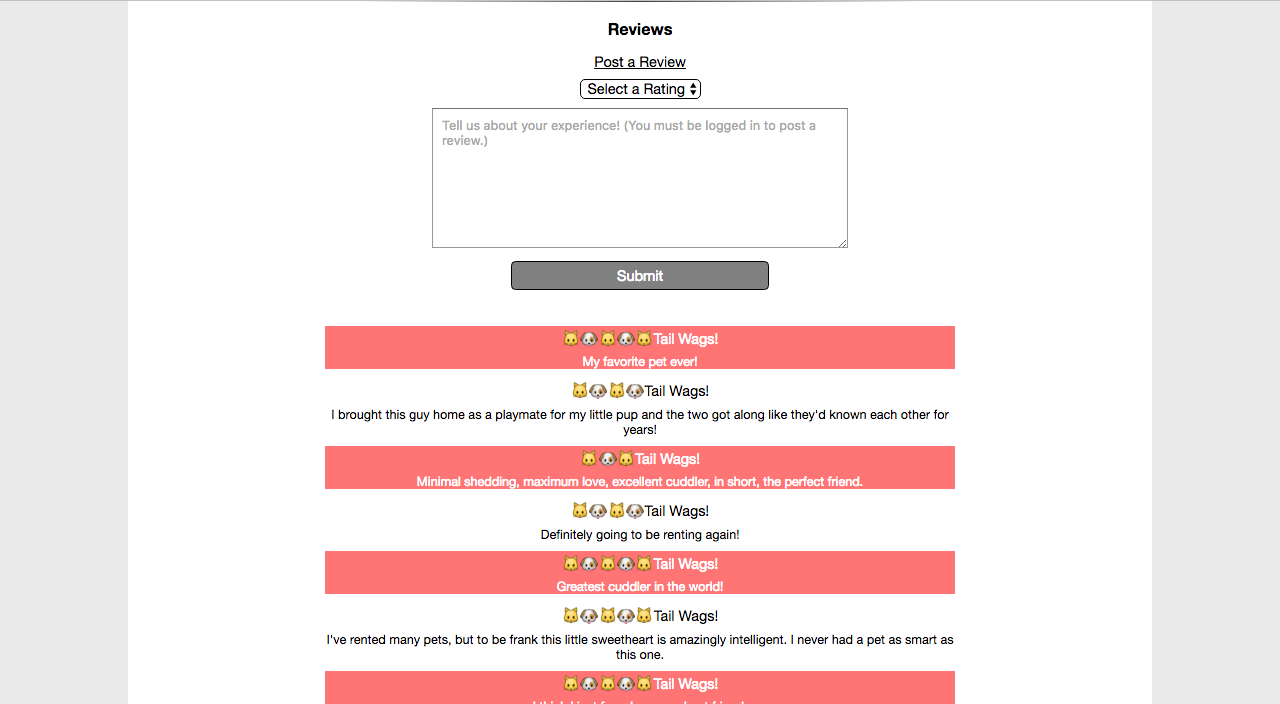 Reviews
Post a Review
Select a Rating
Tell us about your experience! (You must be logged in to post a
review.)
Submit
🐱🐶🐱🐶🐱Tail Wags!
My favorite pet ever!
🐱🐶🐱🐶Tail Wags!
I brought this guy home as a playmate for my little pup and the two got along like they'd known each other for
years!
🐱🐶🐱Tail Wags!
Minimal shedding, maximum love, excellent cuddler, in short, the perfect friend.
🐱🐶🐱🐶Tail Wags!
Definitely going to be renting again!
🐱🐶🐱🐶🐱Tail Wags!
Greatest cuddler in the world!
🐱🐶🐱🐶🐱Tail Wags!
I've rented many pets, but to be frank this little sweetheart is amazingly intelligent. I never had a pet as smart as
this one.
🐱🐶🐱🐶🐱Tail Wags!